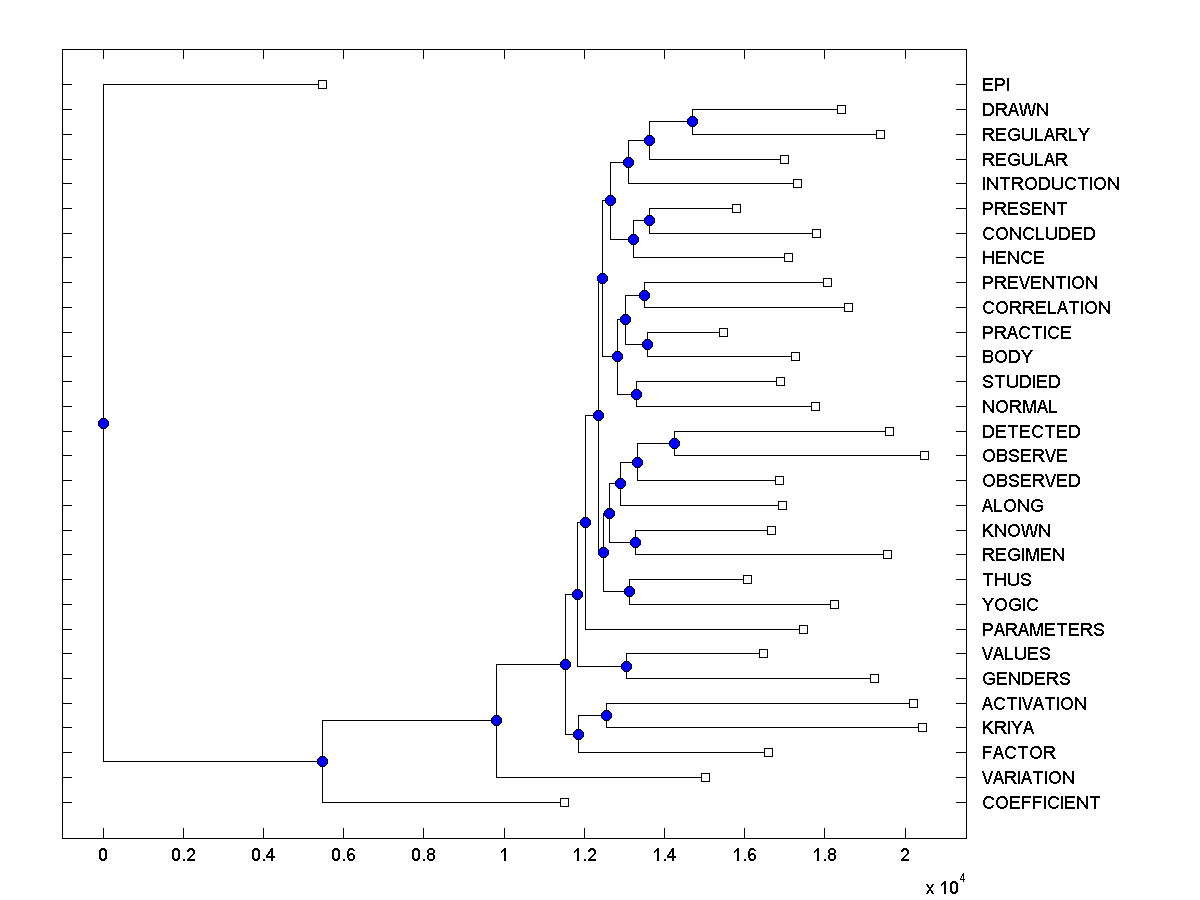 EPI
DRAWN
REGULARLY
REGULAR
INTRODUCTION
PRESENT
CONCLUDED
HENCE
PREVENTION
CORRELATION
PRACTICE
BODY
STUDIED
NORMAL
DETECTED
OBSERVE
OBSERVED
ALONG
KNOWN
REGIMEN
THUS
YOGIC
PARAMETERS
VALUES
GENDERS
ACTIVATION
KRIYA
FACTOR
VARIATION
COEFFICIENT
0 0.2 0.4 0.6 0.8 1 1.2 1.4 1.6 1.8 2
x 10^4